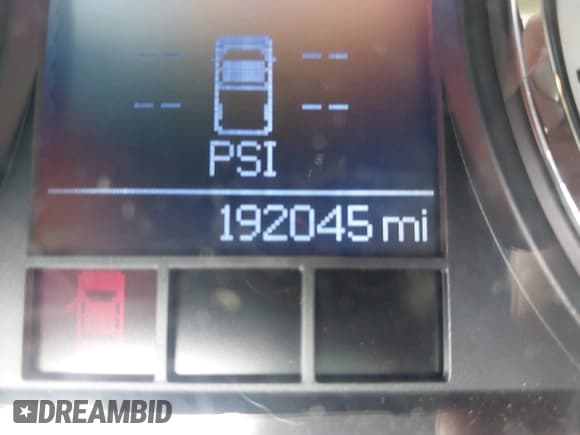 -- --
-- --
PSI
192045 mi
DREAMBID